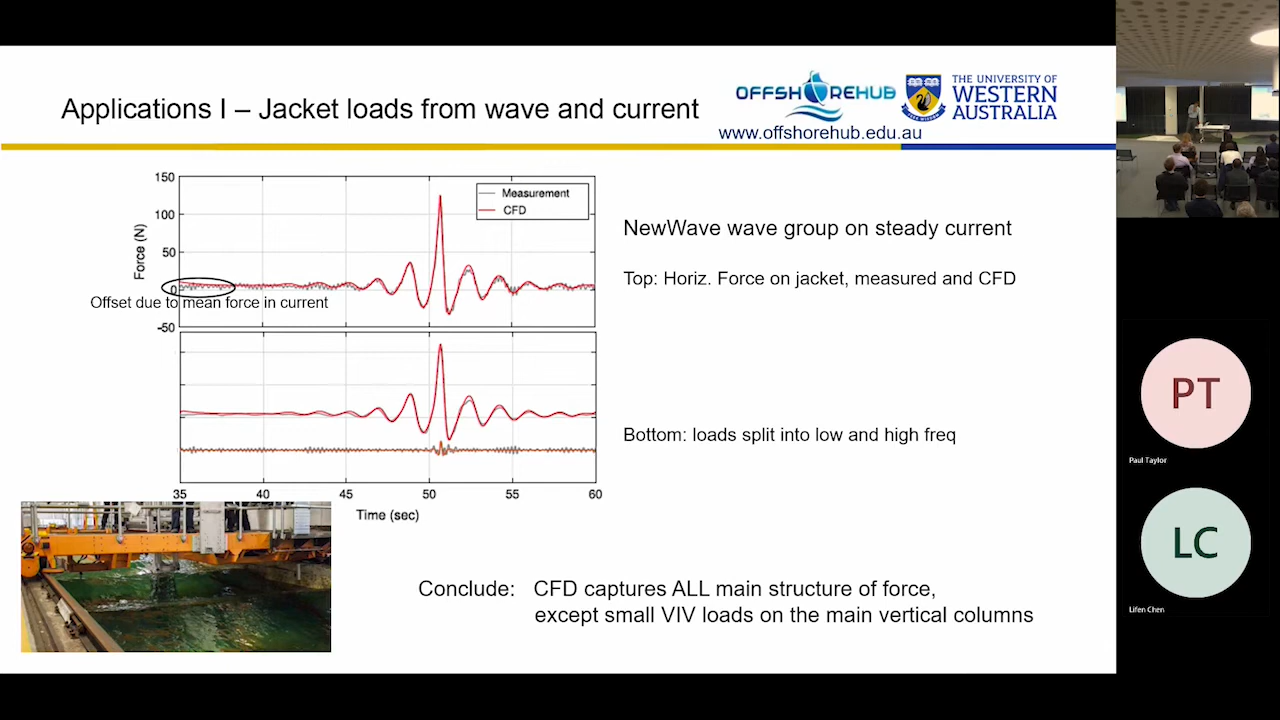 Applications I – Jacket loads from wave and current
OFFSHOREHUB
www.offshorehub.edu.au
THE UNIVERSITY OF
WESTERN
AUSTRALIA
150
100
50
0
-50
Force (N)
Measurement
CFD
Offset due to mean force in current
NewWave wave group on steady current
Top: Horiz. Force on jacket, measured and CFD
Bottom: loads split into low and high freq
35 40 45 50 55 60
Time (sec)
Conclude: CFD captures ALL main structure of force,
except small VIV loads on the main vertical columns
PT
Paul Taylor
LC
Lifen Chen